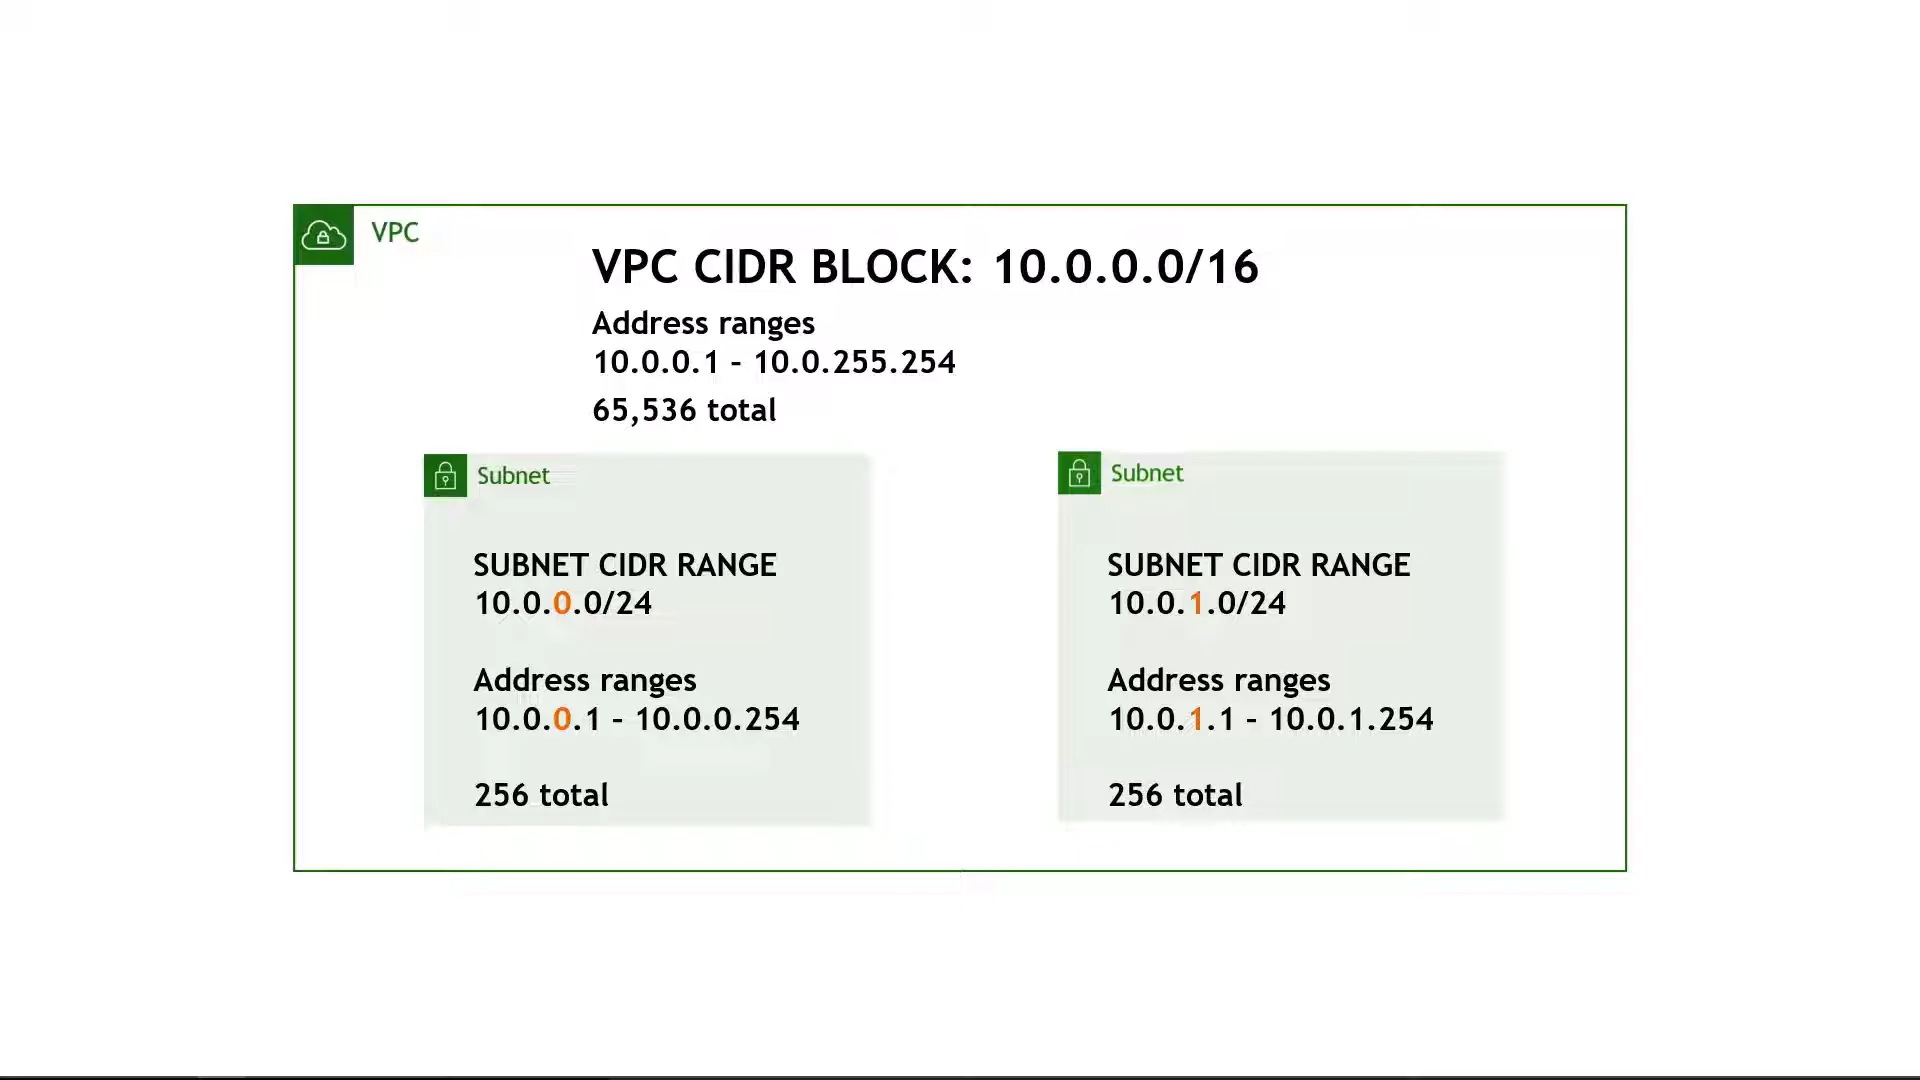 VPC
VPC CIDR BLOCK: 10.0.0.0/16
Address ranges
10.0.0.1 - 10.0.255.254
65,536 total
Subnet
SUBNET CIDR RANGE
10.0.0.0/24
Address ranges
10.0.0.1 - 10.0.0.254
256 total
Subnet
SUBNET CIDR RANGE
10.0.1.0/24
Address ranges
10.0.1.1 - 10.0.1.254
256 total